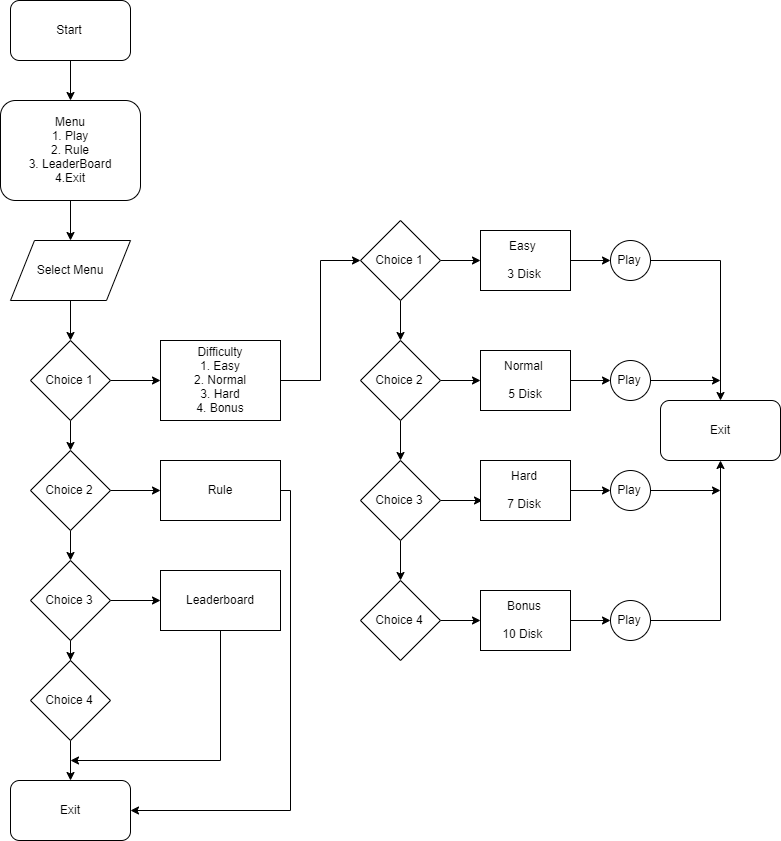 Start
Menu
1. Play
2. Rule
3. LeaderBoard
4.Exit
Select Menu
Choice 1
Difficulty
1. Easy
2. Normal
3. Hard
4. Bonus
Choice 2
Rule
Choice 3
Leaderboard
Choice 4
Exit
Choice 1
Easy
3 Disk
Play
Choice 2
Normal
5 Disk
Play
Choice 3
Hard
7 Disk
Play
Choice 4
Bonus
10 Disk
Play
Exit